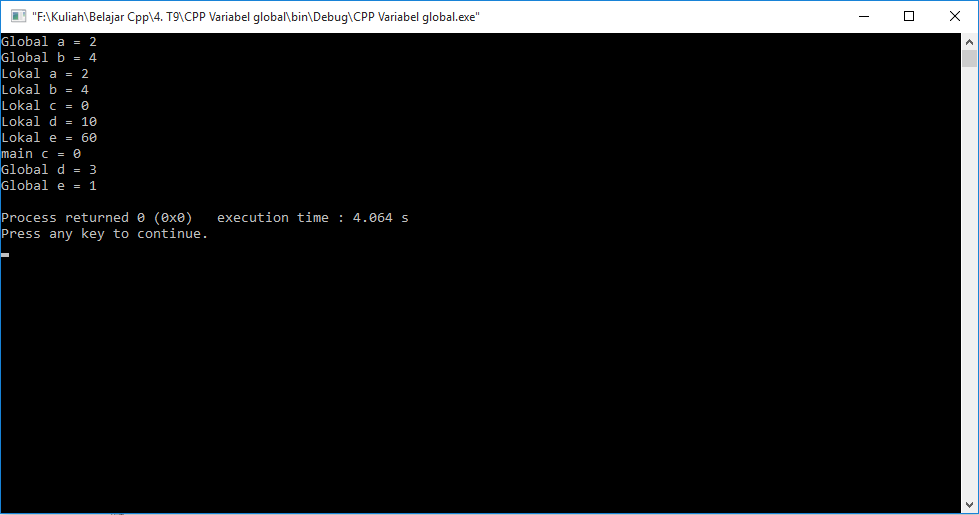 "F:\Kuliah\Belajar Cpp\4. T9\CPP Variabel global\bin\Debug\CPP Variabel global.exe"
Global a = 2
Global b = 4
Lokal a = 2
Lokal b = 4
Lokal c = 0
Lokal d = 10
Lokal e = 60
main c = 0
Global d = 3
Global e = 1
Process returned 0 (0x0)   execution time : 4.064 s
Press any key to continue.